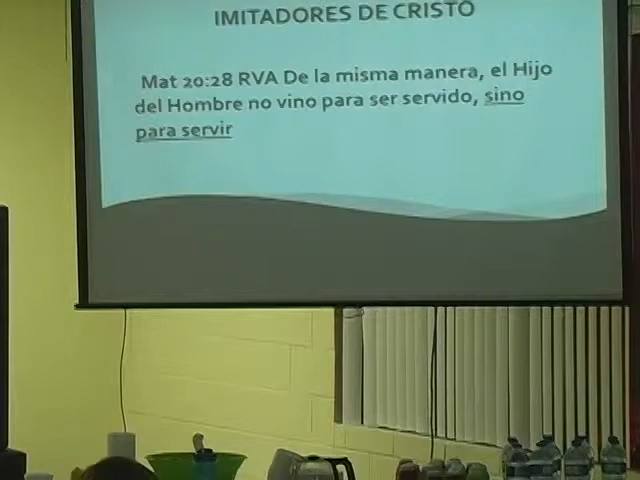 IMITADORES DE CRISTO
Mat 20:28 RVA De la misma manera, el Hijo
del Hombre no vino para ser servido, sino
para servir